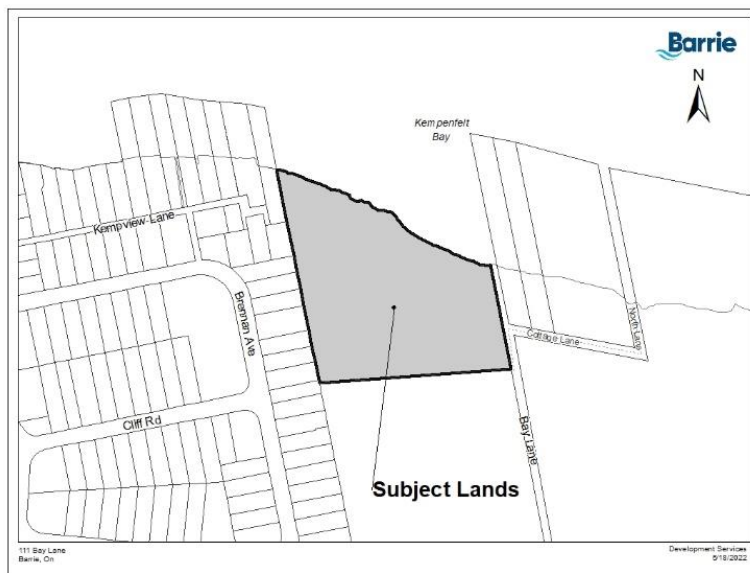 Barrie
N
Kempenfelt
Bay
Kempview Lane
Brennan Ave
North Lane
Cottage Lane
Cliff Rd
Bay Lane
Subject Lands
111 Bay Lane
Barrie, On
Development Services
5/18/2022